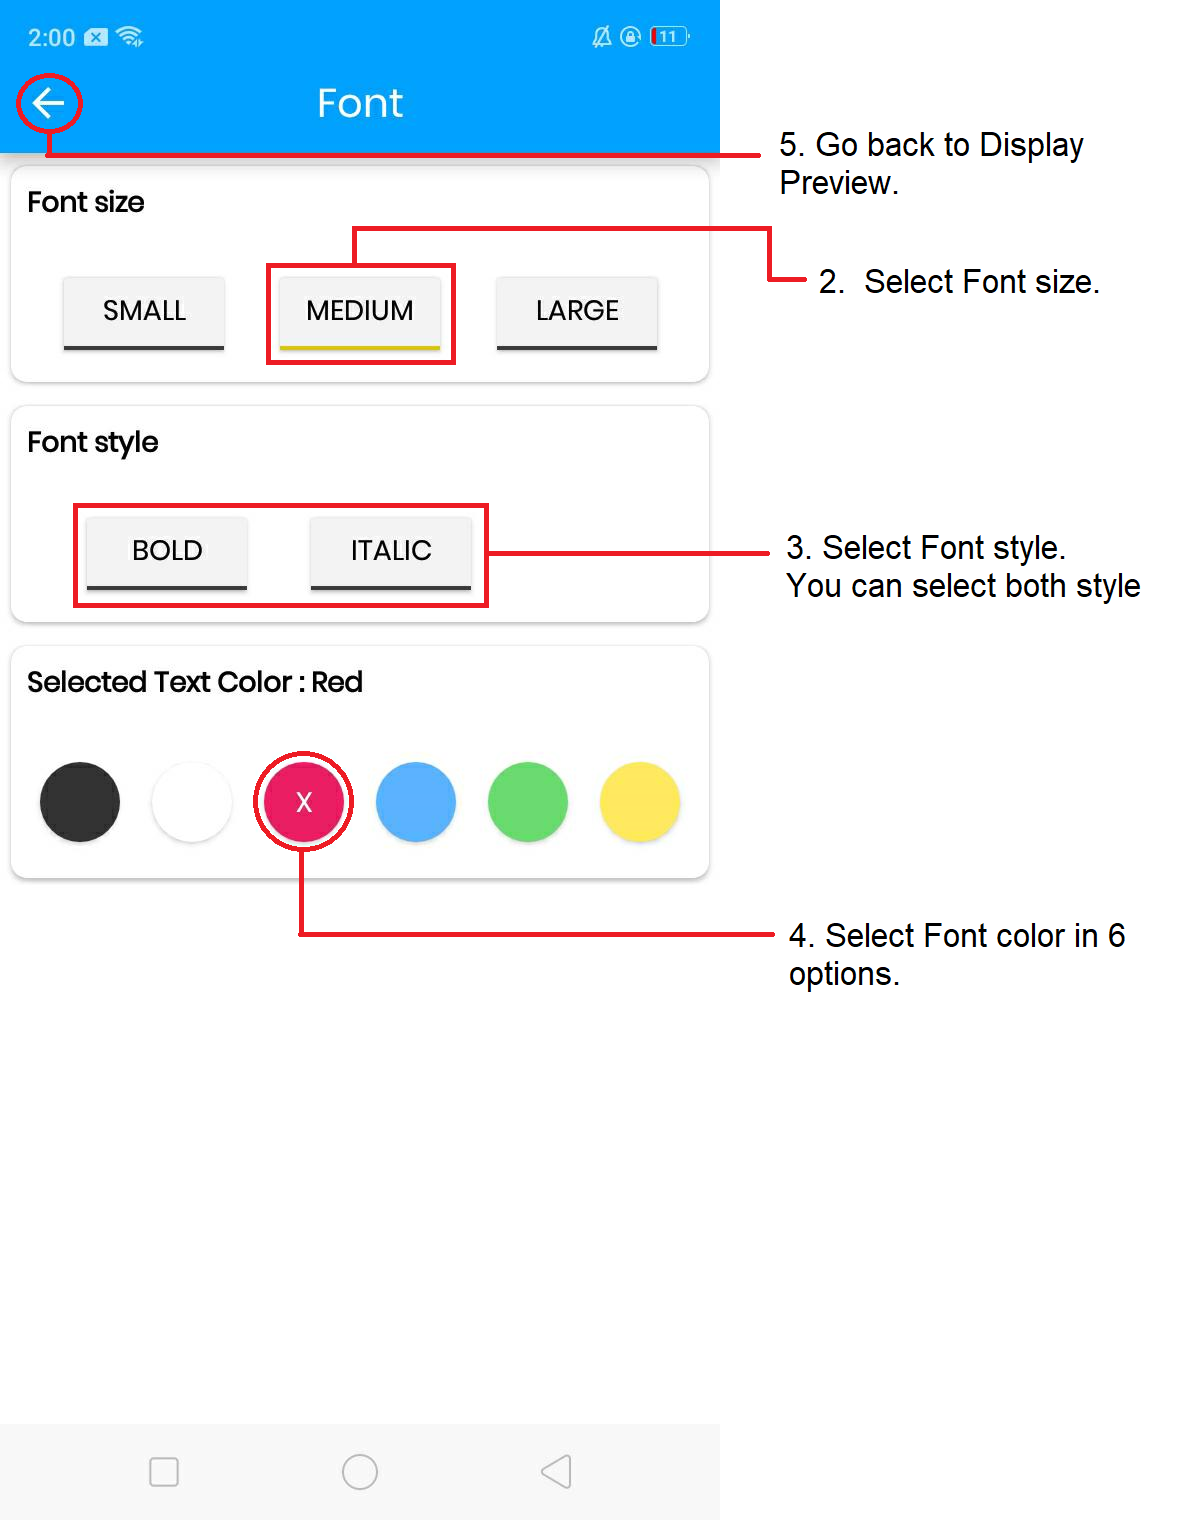 2:00
11
Font
5. Go back to Display
Preview.
Font size
2. Select Font size.
SMALL
MEDIUM
LARGE
Font style
BOLD
ITALIC
3. Select Font style.
You can select both style
Selected Text Color : Red
X
4. Select Font color in 6
options.